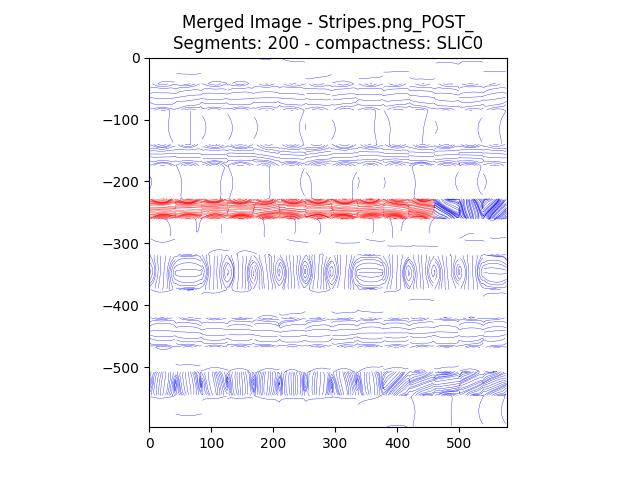 Merged Image - Stripes.png_POST_
Segments: 200 - compactness: SLIC0
0
−100
−200
−300
−400
−500
0 100 200 300 400 500